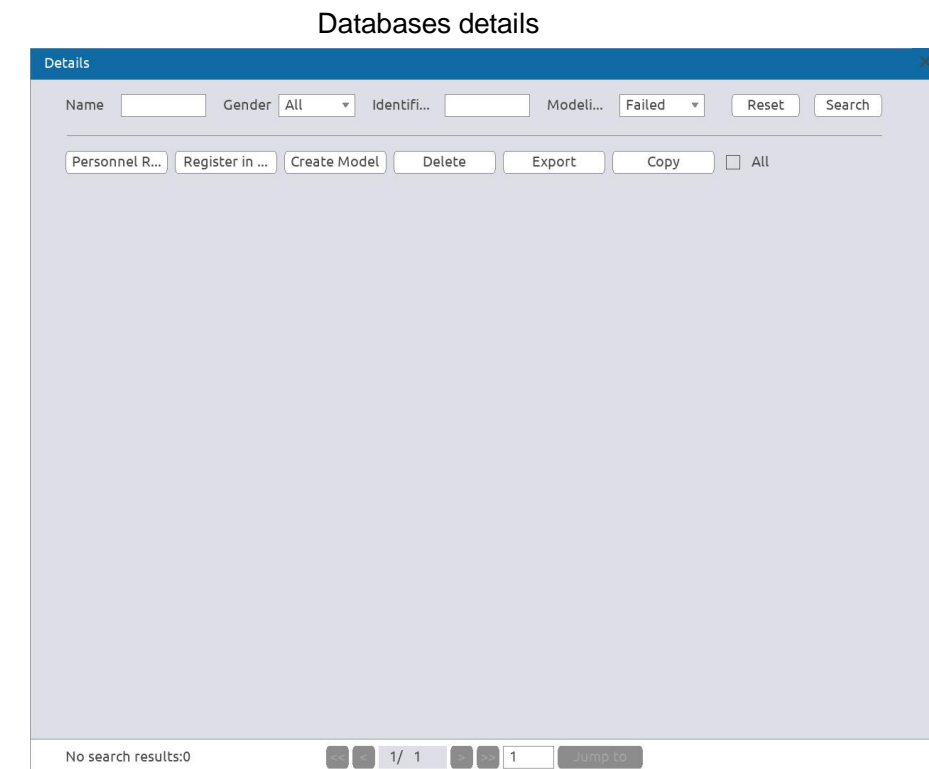 Databases details
Details
Name Gender All Identifi... Modeli... Failed Reset Search
Personnel R... Register in ... Create Model Delete Export Copy All
No search results:0 << < 1/ 1 > >> 1 Jump to